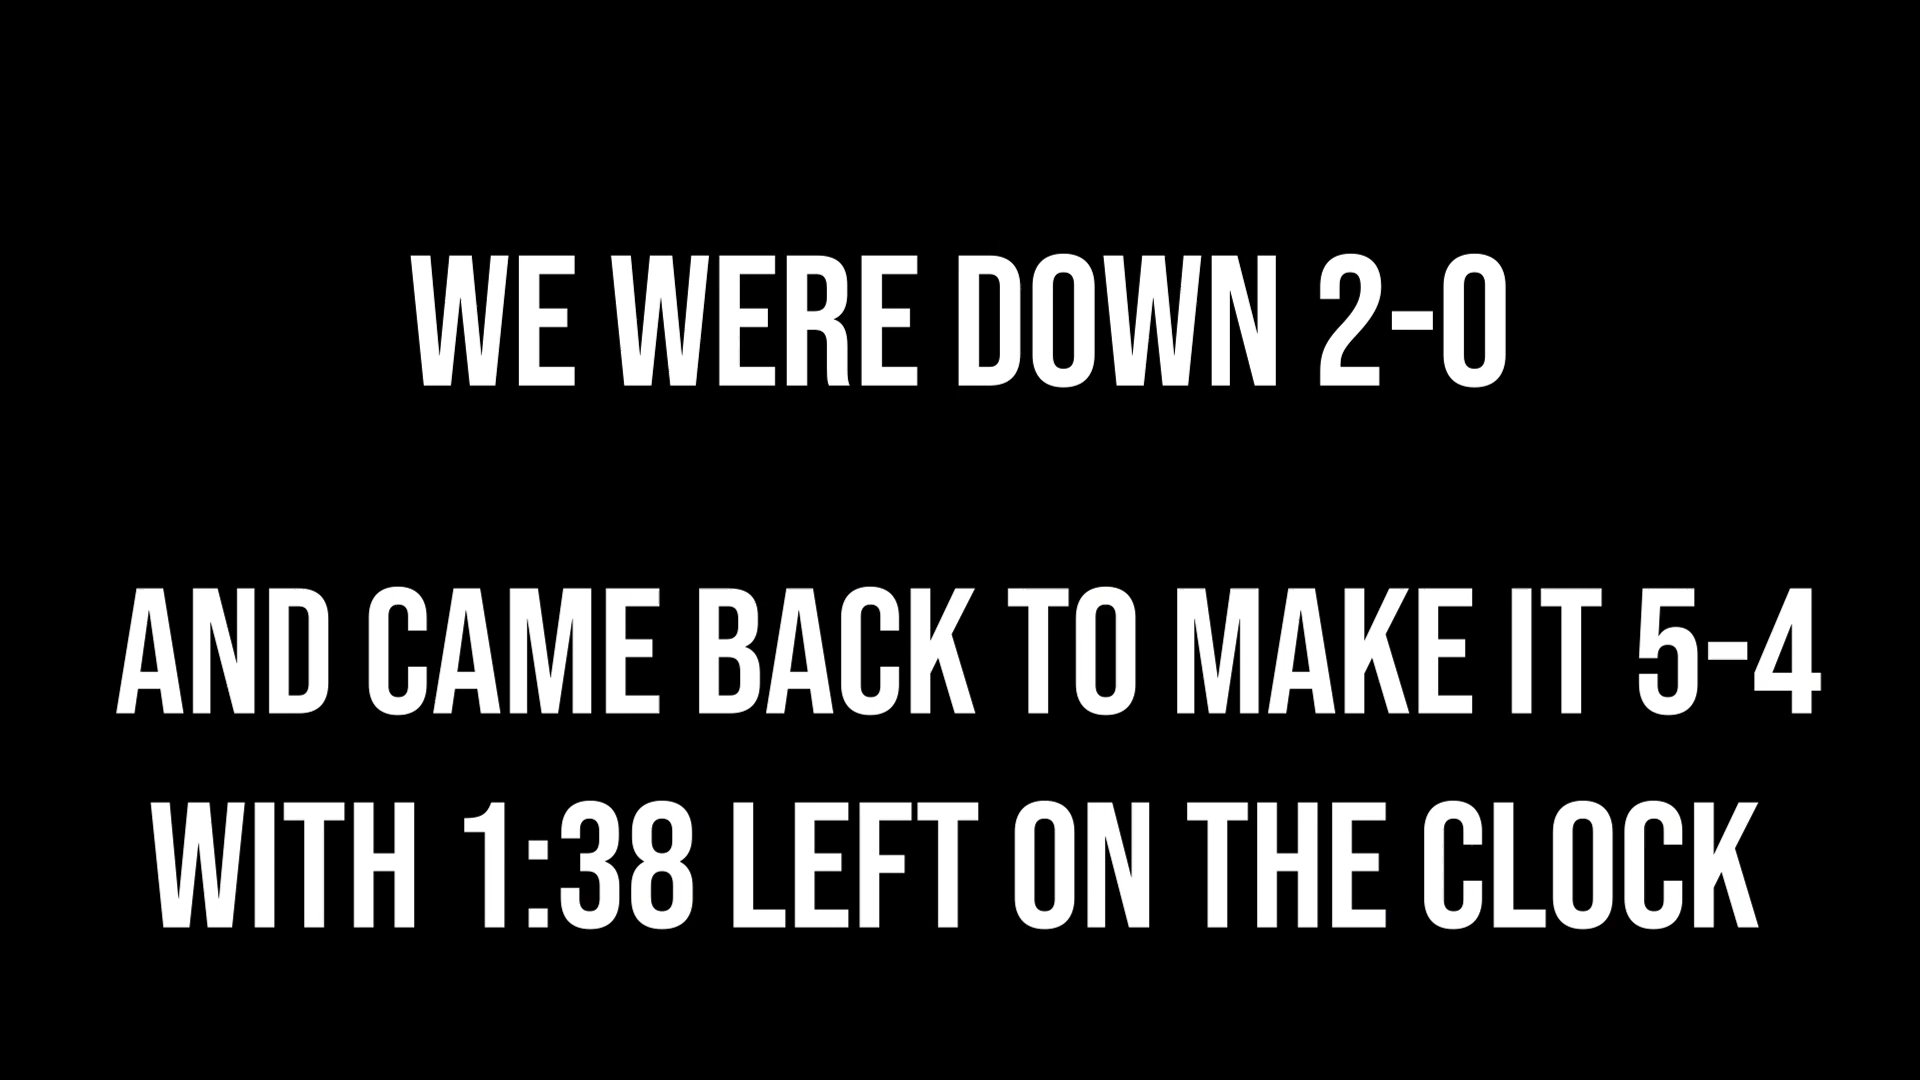 WE WERE DOWN 2-0
AND CAME BACK TO MAKE IT 5-4
WITH 1:38 LEFT ON THE CLOCK